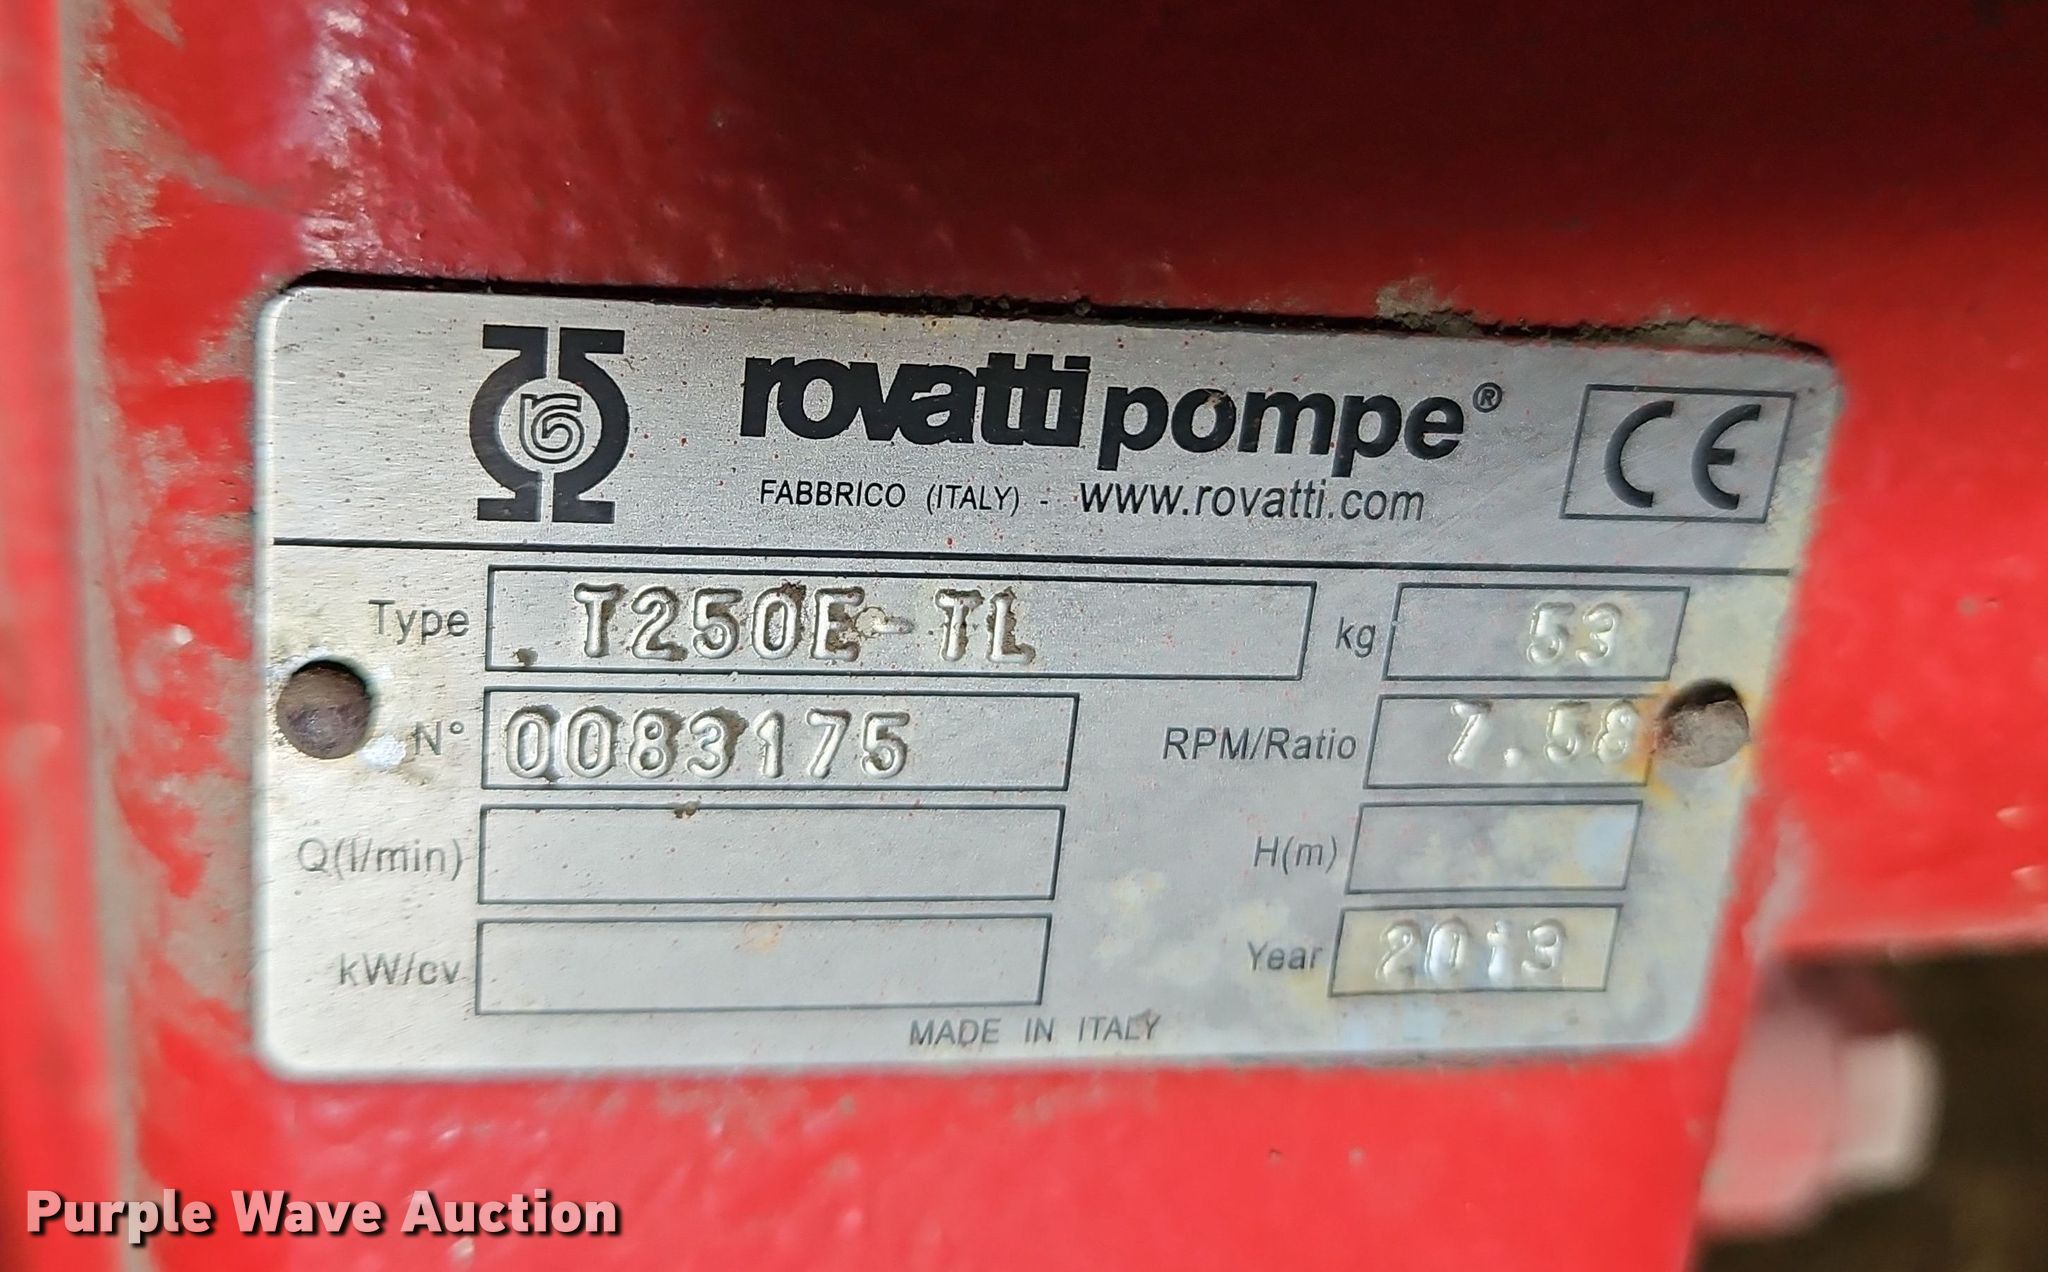 rovatti pompe®
CE
FABBRICO (ITALY) - www.rovatti.com
Type T250E-TL kg 53
N° 0083175 RPM/Ratio 7.58
Q(l/min) H(m)
kW/cv Year 2013
MADE IN ITALY
Purple Wave Auction